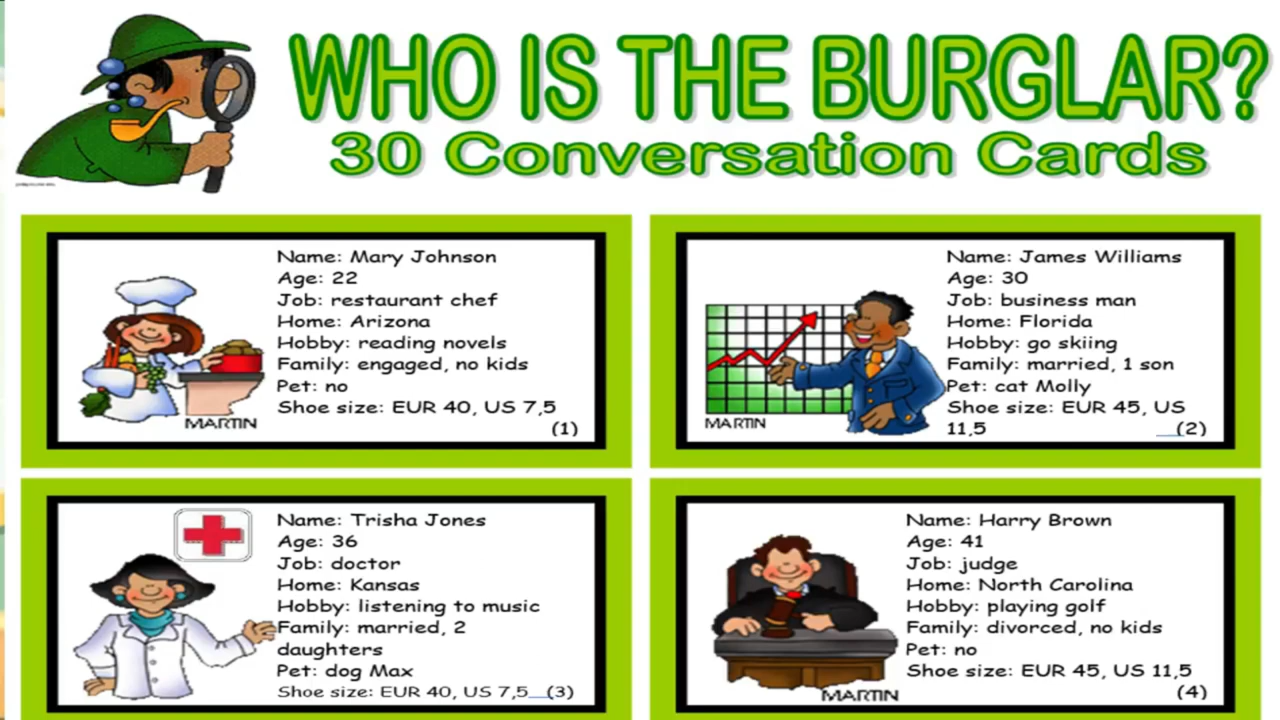 WHO IS THE BURGLAR?
30 Conversation Cards
Name: Mary Johnson
Age: 22
Job: restaurant chef
Home: Arizona
Hobby: reading novels
Family: engaged, no kids
Pet: no
Shoe size: EUR 40, US 7,5
(1)
MARTIN
Name: James Williams
Age: 30
Job: business man
Home: Florida
Hobby: go skiing
Family: married, 1 son
Pet: cat Molly
Shoe size: EUR 45, US
11,5 __(2)
MARTIN
Name: Trisha Jones
Age: 36
Job: doctor
Home: Kansas
Hobby: listening to music
Family: married, 2
daughters
Pet: dog Max
Shoe size: EUR 40, US 7,5__(3)
Name: Harry Brown
Age: 41
Job: judge
Home: North Carolina
Hobby: playing golf
Family: divorced, no kids
Pet: no
Shoe size: EUR 45, US 11,5
(4)
MARTIN